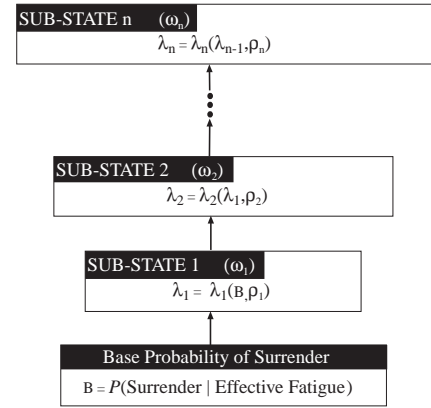 SUB-STATE n (ωₙ)
λₙ = λₙ(λₙ₋₁,ρₙ)
SUB-STATE 2 (ω₂)
λ₂ = λ₂(λ₁,ρ₂)
SUB-STATE 1 (ω₁)
λ₁ = λ₁(B,ρ₁)
Base Probability of Surrender
B = P(Surrender | Effective Fatigue)